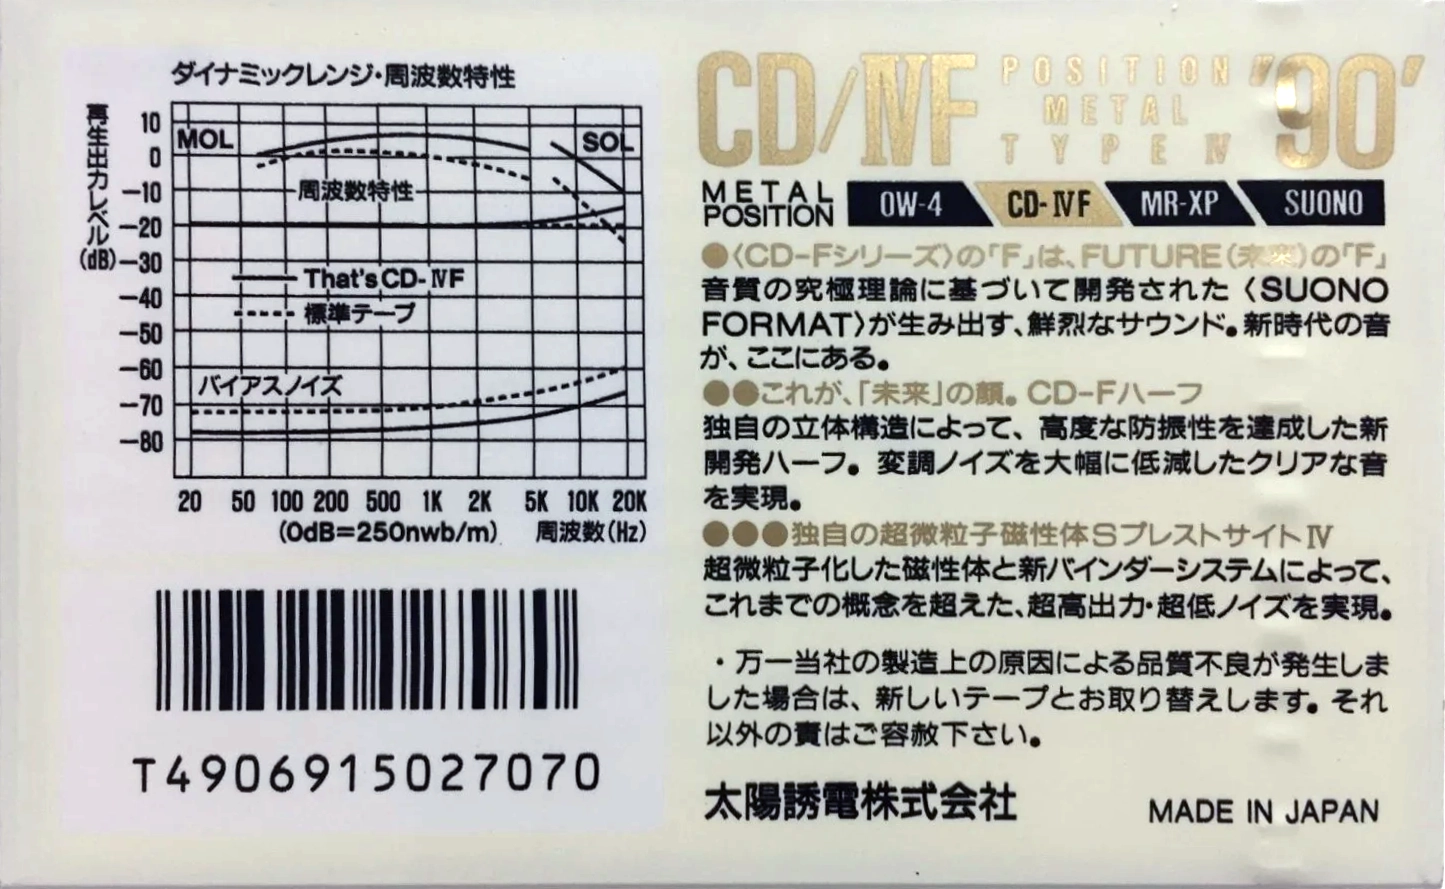 ダイナミックレンジ・周波数特性
再生出力レベル(dB)
10
0
-10
-20
-30
-40
-50
-60
-70
-80
MOL
SOL
周波数特性
That'sCD-ⅣF
標準テープ
バイアスノイズ
20 50 100 200 500 1K 2K 5K 10K 20K
(0dB=250nwb/m) 周波数(Hz)
T4906915027070
CD/ⅣF POSITION METAL TYPE Ⅳ '90'
METAL POSITION OW-4 CD-ⅣF MR-XP SUONO
●〈CD-Fシリーズ〉の「F」は、FUTURE(未来)の「F」
音質の究極理論に基づいて開発された〈SUONO
FORMAT〉が生み出す、鮮烈なサウンド。新時代の音
が、ここにある。
●●これが、「未来」の顔。CD-Fハーフ
独自の立体構造によって、高度な防振性を達成した新
開発ハーフ。変調ノイズを大幅に低減したクリアな音
を実現。
●●●独自の超微粒子磁性体SプレストサイトⅣ
超微粒子化した磁性体と新バインダーシステムによって、
これまでの概念を超えた、超高出力・超低ノイズを実現。
・万一当社の製造上の原因による品質不良が発生しま
した場合は、新しいテープとお取り替えします。それ
以外の責はご容赦下さい。
太陽誘電株式会社 MADE IN JAPAN